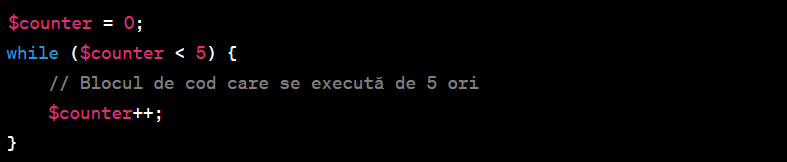 $counter = 0;
while ($counter < 5) {
    // Blocul de cod care se execută de 5 ori
    $counter++;
}